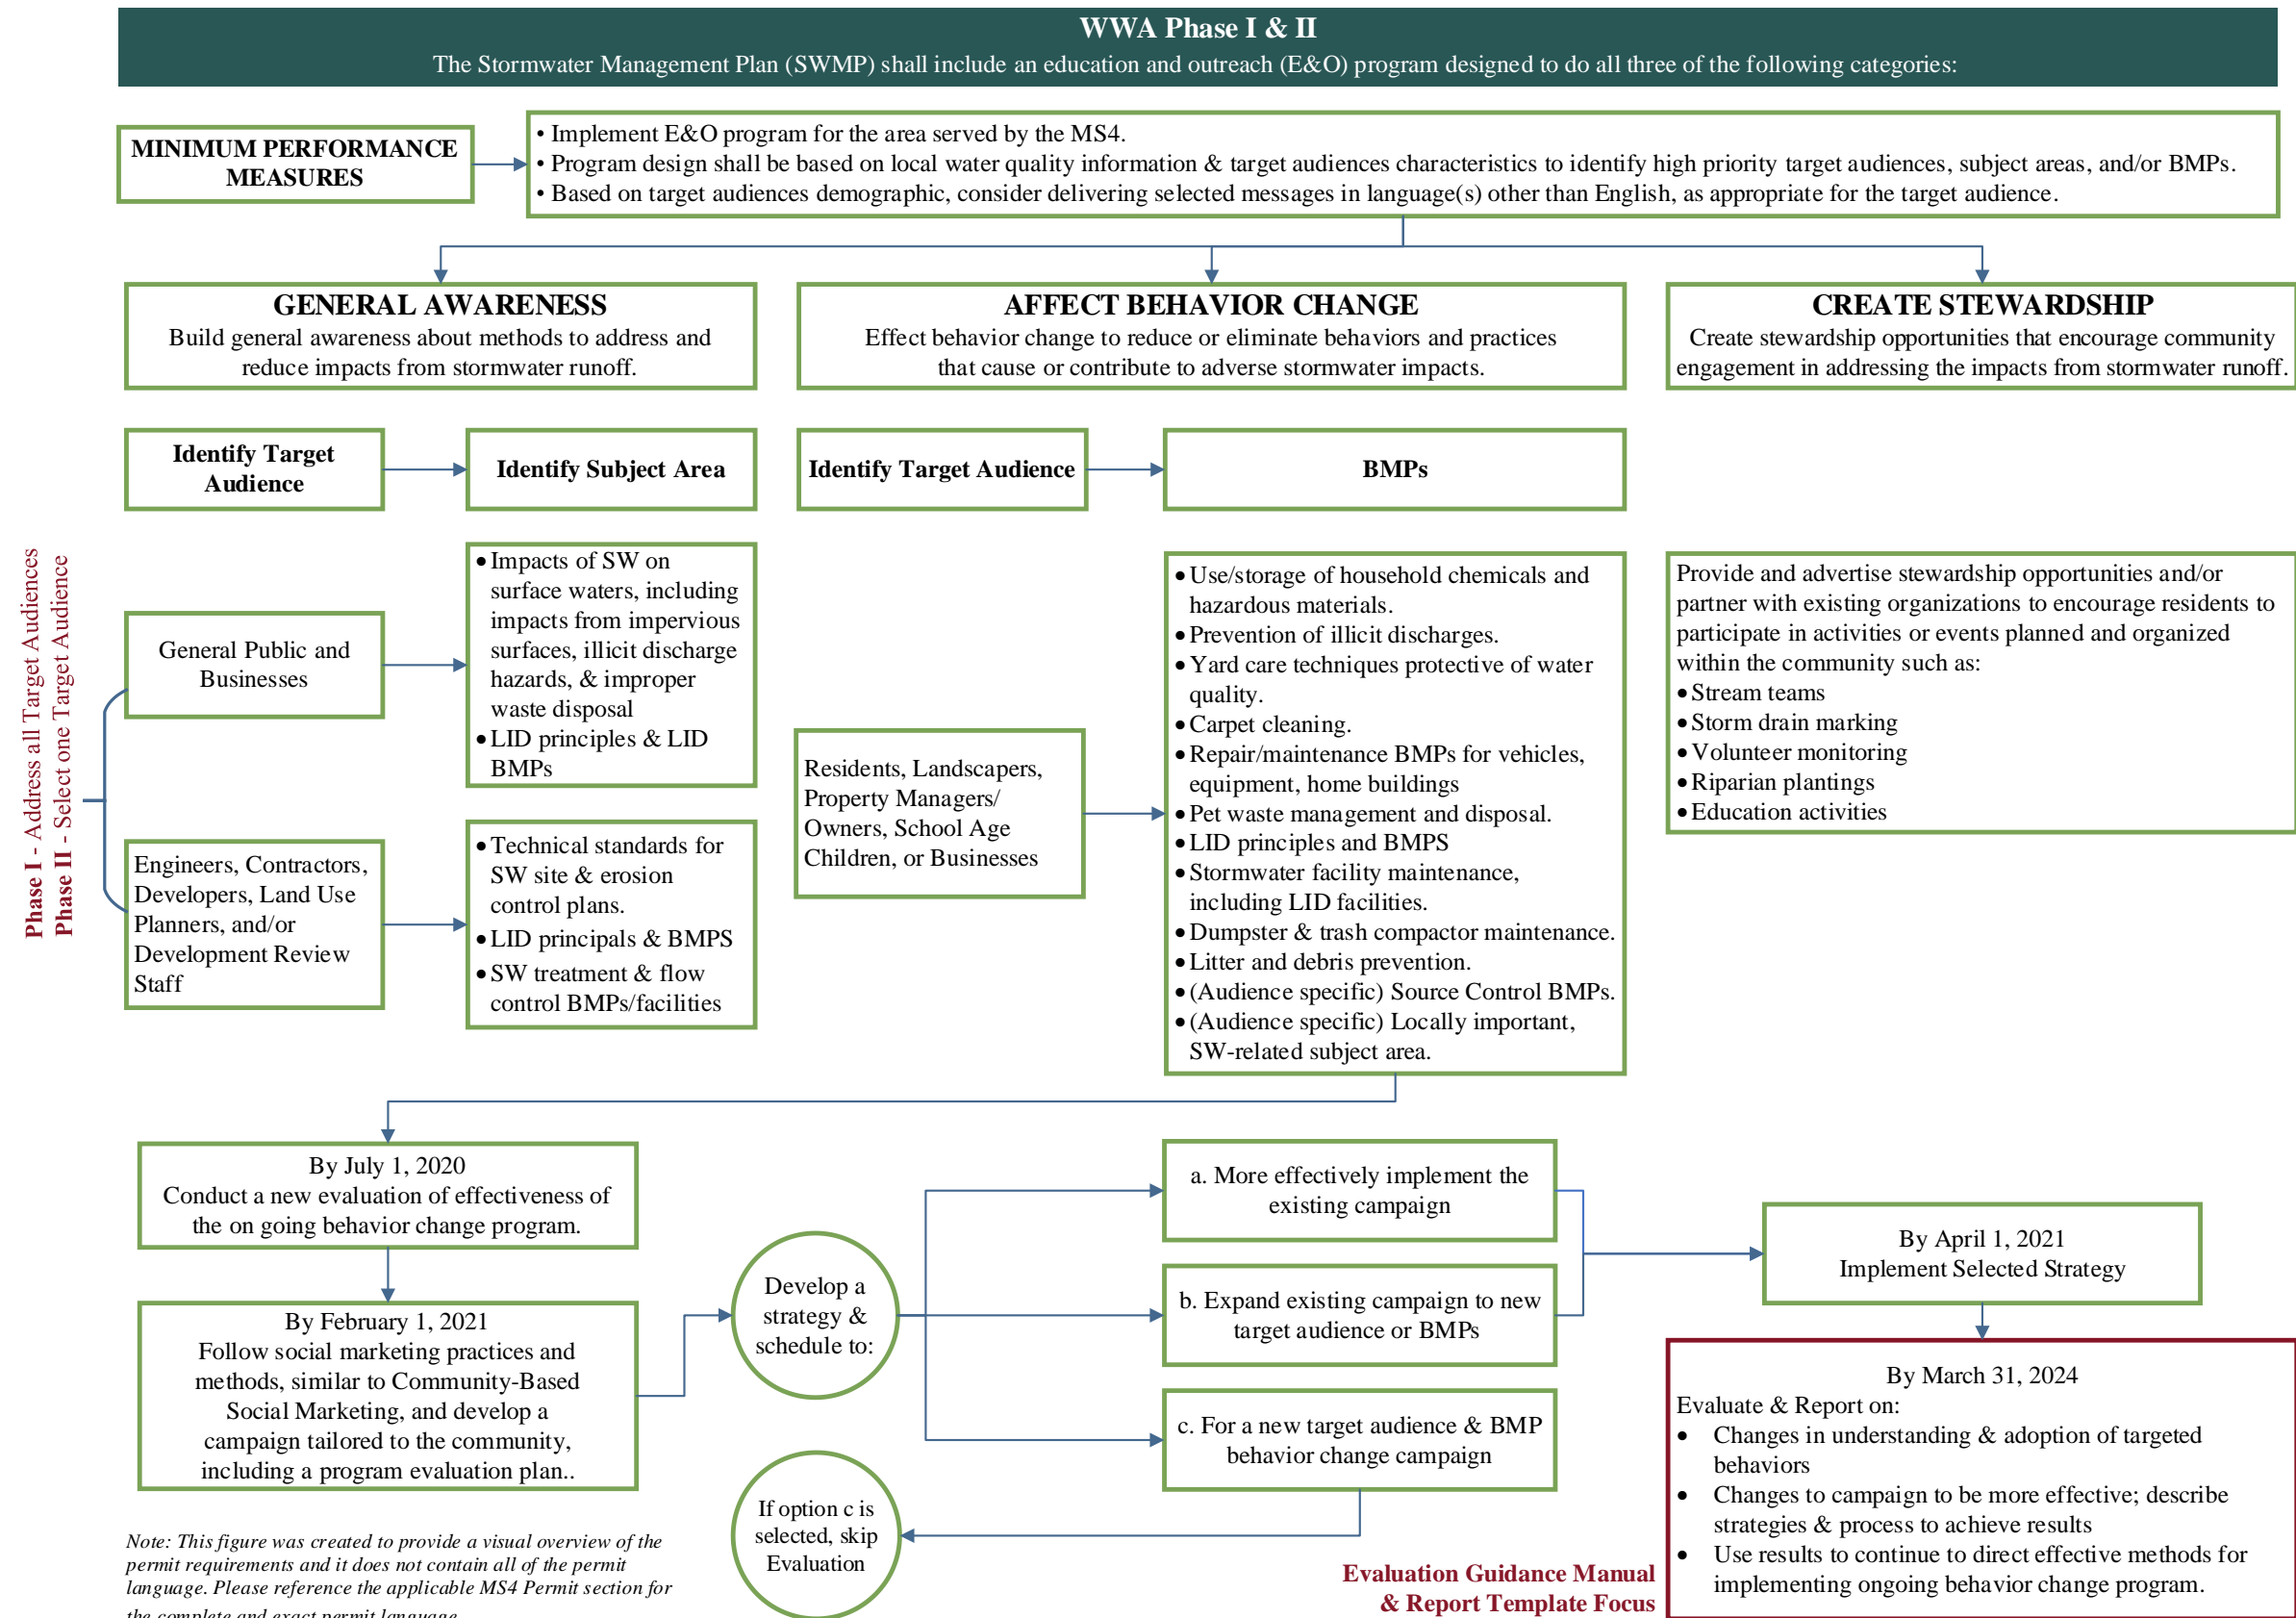 WWA Phase I & II
The Stormwater Management Plan (SWMP) shall include an education and outreach (E&O) program designed to do all three of the following categories:
MINIMUM PERFORMANCE
MEASURES
• Implement E&O program for the area served by the MS4.
• Program design shall be based on local water quality information & target audiences characteristics to identify high priority target audiences, subject areas, and/or BMPs.
• Based on target audiences demographic, consider delivering selected messages in language(s) other than English, as appropriate for the target audience.
GENERAL AWARENESS
Build general awareness about methods to address and
reduce impacts from stormwater runoff.
AFFECT BEHAVIOR CHANGE
Effect behavior change to reduce or eliminate behaviors and practices
that cause or contribute to adverse stormwater impacts.
CREATE STEWARDSHIP
Create stewardship opportunities that encourage community
engagement in addressing the impacts from stormwater runoff.
Identify Target
Audience
Identify Subject Area
Identify Target Audience
BMPs
Phase I - Address all Target Audiences
Phase II - Select one Target Audience
General Public and
Businesses
• Impacts of SW on
surface waters, including
impacts from impervious
surfaces, illicit discharge
hazards, & improper
waste disposal
• LID principles & LID
BMPs
Engineers, Contractors,
Developers, Land Use
Planners, and/or
Development Review
Staff
• Technical standards for
SW site & erosion
control plans.
• LID principals & BMPS
• SW treatment & flow
control BMPs/facilities
Residents, Landscapers,
Property Managers/
Owners, School Age
Children, or Businesses
• Use/storage of household chemicals and
hazardous materials.
• Prevention of illicit discharges.
• Yard care techniques protective of water
quality.
• Carpet cleaning.
• Repair/maintenance BMPs for vehicles,
equipment, home buildings
• Pet waste management and disposal.
• LID principles and BMPS
• Stormwater facility maintenance,
including LID facilities.
• Dumpster & trash compactor maintenance.
• Litter and debris prevention.
• (Audience specific) Source Control BMPs.
• (Audience specific) Locally important,
SW-related subject area.
Provide and advertise stewardship opportunities and/or
partner with existing organizations to encourage residents to
participate in activities or events planned and organized
within the community such as:
• Stream teams
• Storm drain marking
• Volunteer monitoring
• Riparian plantings
• Education activities
By July 1, 2020
Conduct a new evaluation of effectiveness of
the on going behavior change program.
By February 1, 2021
Follow social marketing practices and
methods, similar to Community-Based
Social Marketing, and develop a
campaign tailored to the community,
including a program evaluation plan..
Develop a
strategy &
schedule to:
a. More effectively implement the
existing campaign
b. Expand existing campaign to new
target audience or BMPs
c. For a new target audience & BMP
behavior change campaign
If option c is
selected, skip
Evaluation
By April 1, 2021
Implement Selected Strategy
By March 31, 2024
Evaluate & Report on:
• Changes in understanding & adoption of targeted
behaviors
• Changes to campaign to be more effective; describe
strategies & process to achieve results
• Use results to continue to direct effective methods for
implementing ongoing behavior change program.
Evaluation Guidance Manual
& Report Template Focus
Note: This figure was created to provide a visual overview of the
permit requirements and it does not contain all of the permit
language. Please reference the applicable MS4 Permit section for
the complete and exact permit language